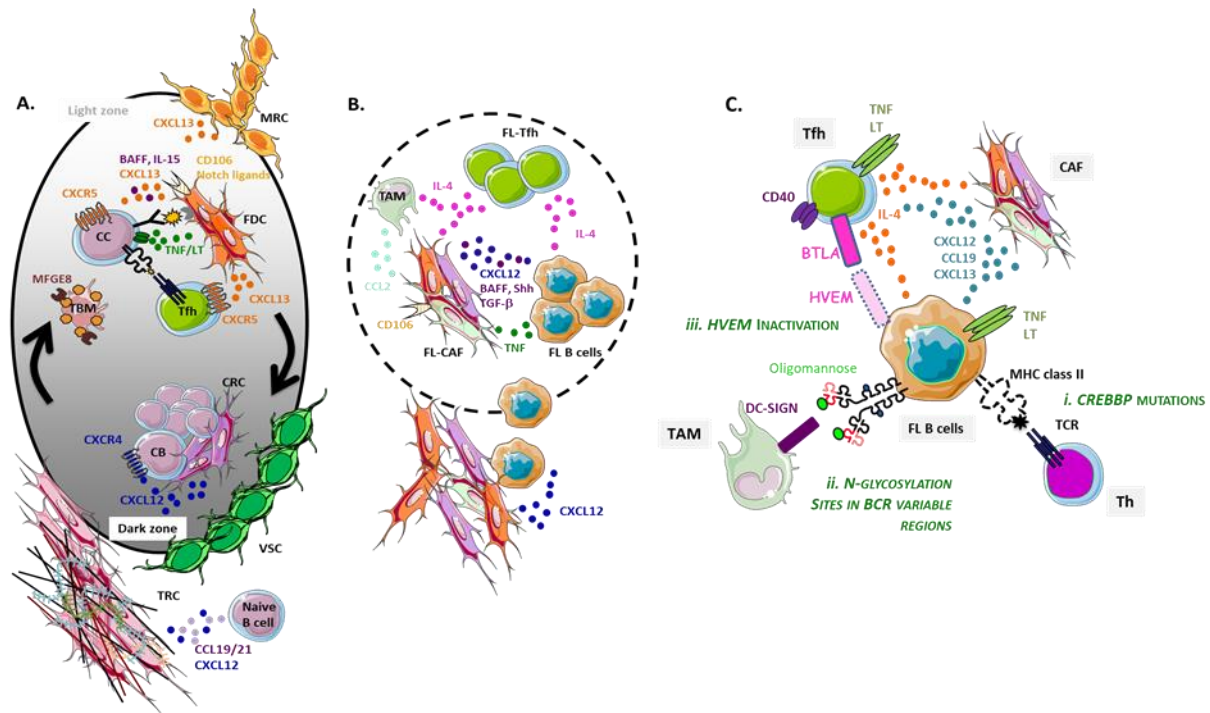 A.
Light zone
MRC
CXCL13
BAFF, IL-15
CXCL13
CD106
Notch ligands
CXCR5
FDC
CC
TNF/LT
MFGE8
TBM
CXCL13
Tfh
CXCR5
CRC
CXCR4
CB
CXCL12
Dark zone
VSC
TRC
Naive
B cell
CCL19/21
CXCL12
B.
FL-Tfh
TAM
IL-4
IL-4
CCL2
CXCL12
BAFF, Shh
TGF-β
CD106
TNF
FL-CAF
FL B cells
CXCL12
C.
TNF
LT
Tfh
CAF
CD40
IL-4
BTLA
CXCL12
CCL19
CXCL13
HVEM
TNF
LT
iii. HVEM INACTIVATION
Oligomannose
MHC class II
i. CREBBP MUTATIONS
DC-SIGN
TCR
FL B cells
TAM
ii. N-GLYCOSYLATION
SITES IN BCR VARIABLE
REGIONS
Th